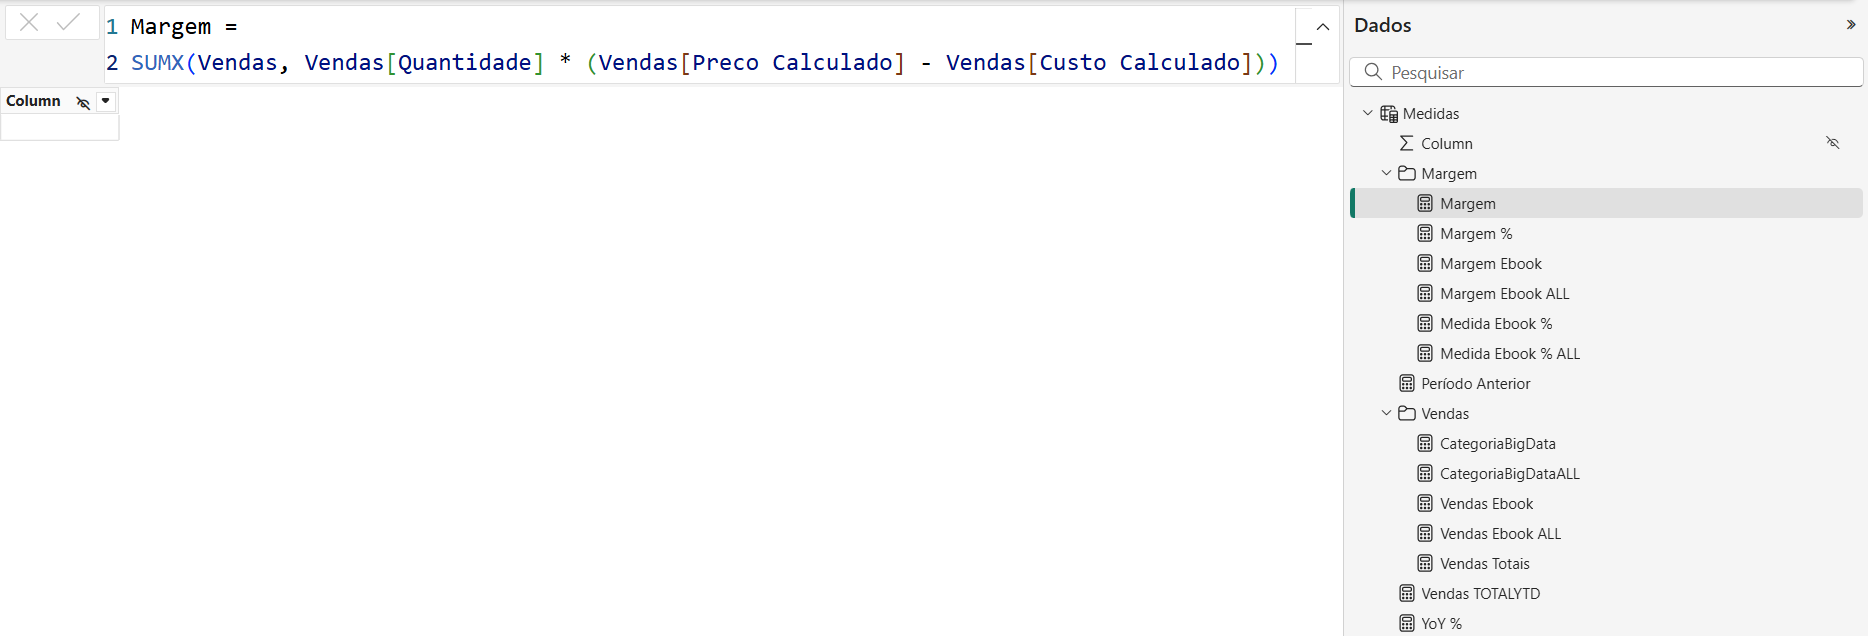 1 Margem =
2 SUMX(Vendas, Vendas[Quantidade] * (Vendas[Preco Calculado] - Vendas[Custo Calculado]))
Column
Dados
Pesquisar
Medidas
Column
Margem
Margem
Margem %
Margem Ebook
Margem Ebook ALL
Medida Ebook %
Medida Ebook % ALL
Período Anterior
Vendas
CategoriaBigData
CategoriaBigDataALL
Vendas Ebook
Vendas Ebook ALL
Vendas Totais
Vendas TOTALYTD
YoY %